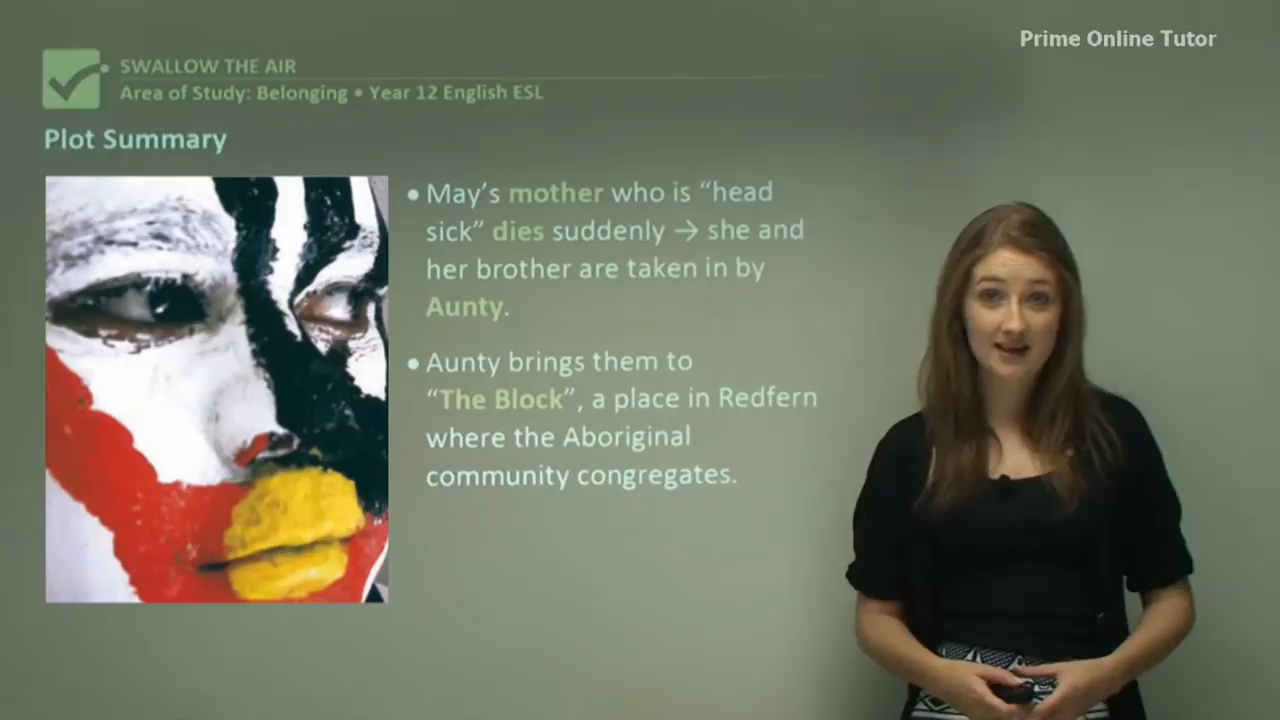 Prime Online Tutor
SWALLOW THE AIR
Area of Study: Belonging • Year 12 English ESL
Plot Summary
• May’s mother who is “head
sick” dies suddenly → she and
her brother are taken in by
Aunty.
• Aunty brings them to
“The Block”, a place in Redfern
where the Aboriginal
community congregates.